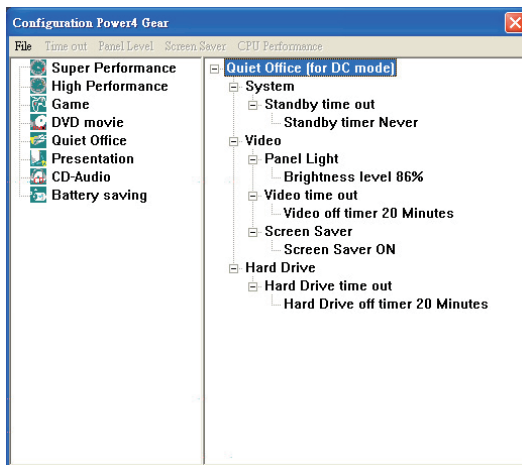 Configuration Power4 Gear
File Time out Panel Level Screen Saver CPU Performance
Super Performance
High Performance
Game
DVD movie
Quiet Office
Presentation
CD-Audio
Battery saving
Quiet Office [for DC mode]
System
Standby time out
Standby timer Never
Video
Panel Light
Brightness level 86%
Video time out
Video off timer 20 Minutes
Screen Saver
Screen Saver ON
Hard Drive
Hard Drive time out
Hard Drive off timer 20 Minutes